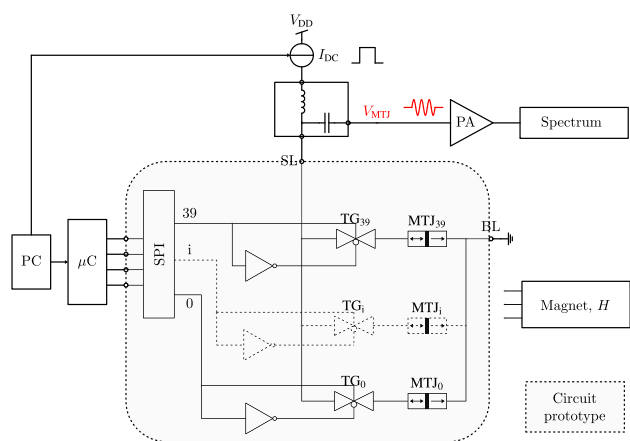 V_DD
I_DC
V_MTJ
PA
Spectrum
SL
39
TG_39
MTJ_39
BL
PC
μC
SPI
i
TG_i
MTJ_i
Magnet, H
0
TG_0
MTJ_0
Circuit
prototype